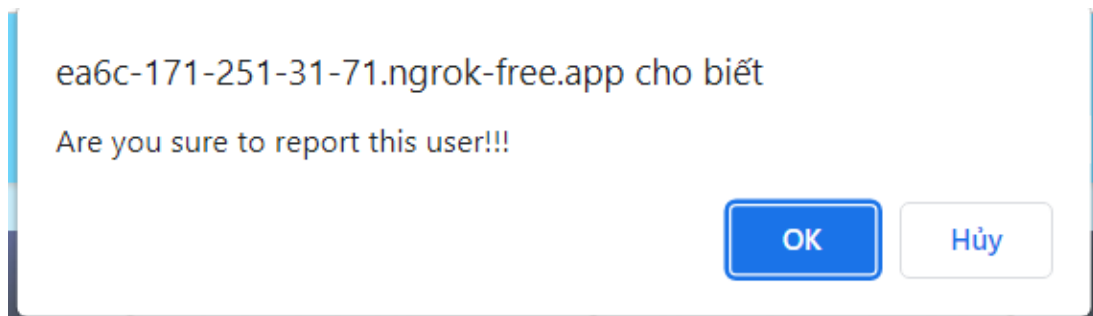 ea6c-171-251-31-71.ngrok-free.app cho biết
Are you sure to report this user!!!
OK Hủy